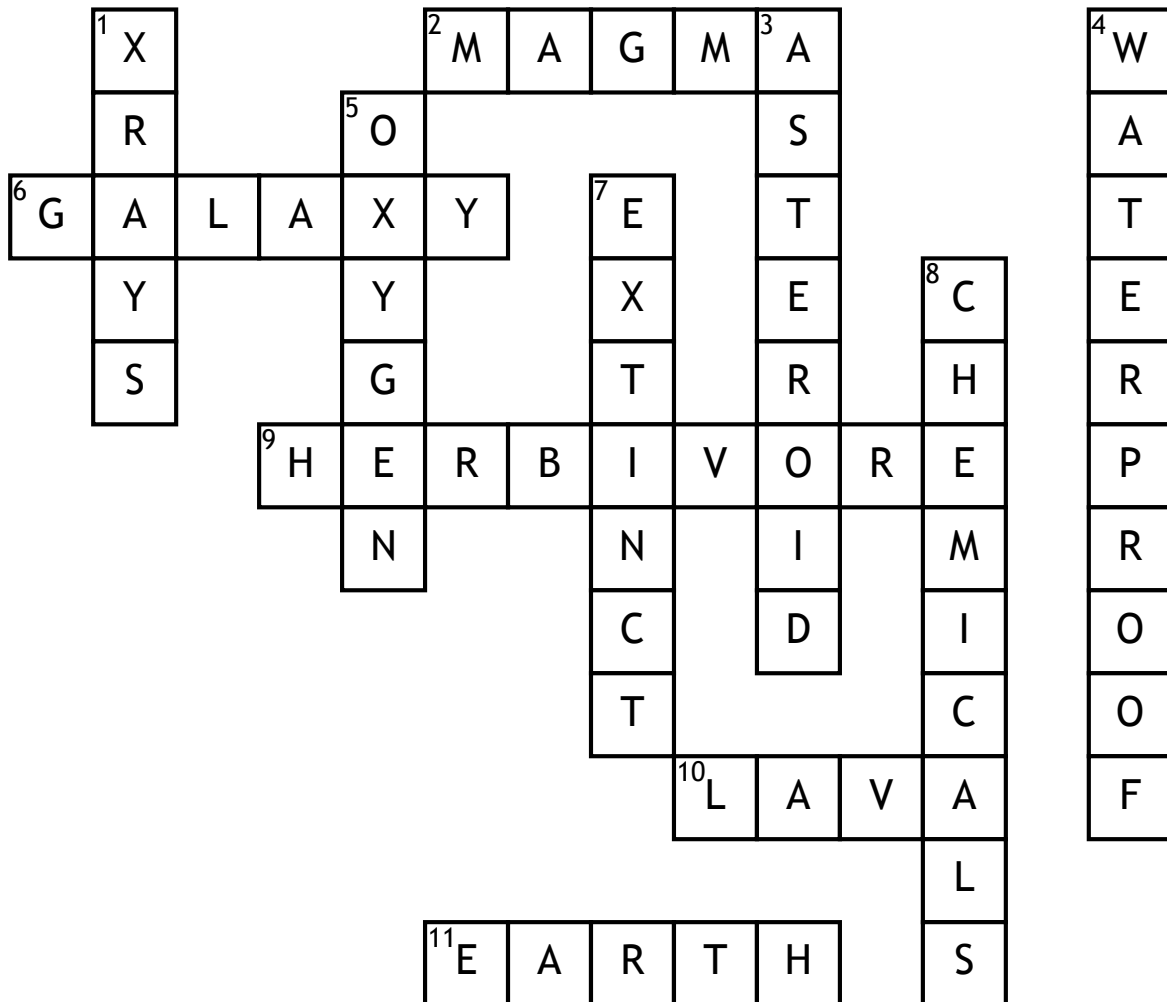 1 X 2 M A G M 3 A 4 W
R 5 O S A
6 G A L A X Y 7 E T T
Y Y X E 8 C E
S G T R H R
9 H E R B I V O R E P
N N I M R
C D I O
T C O
10 L A V A F
L
11 E A R T H S